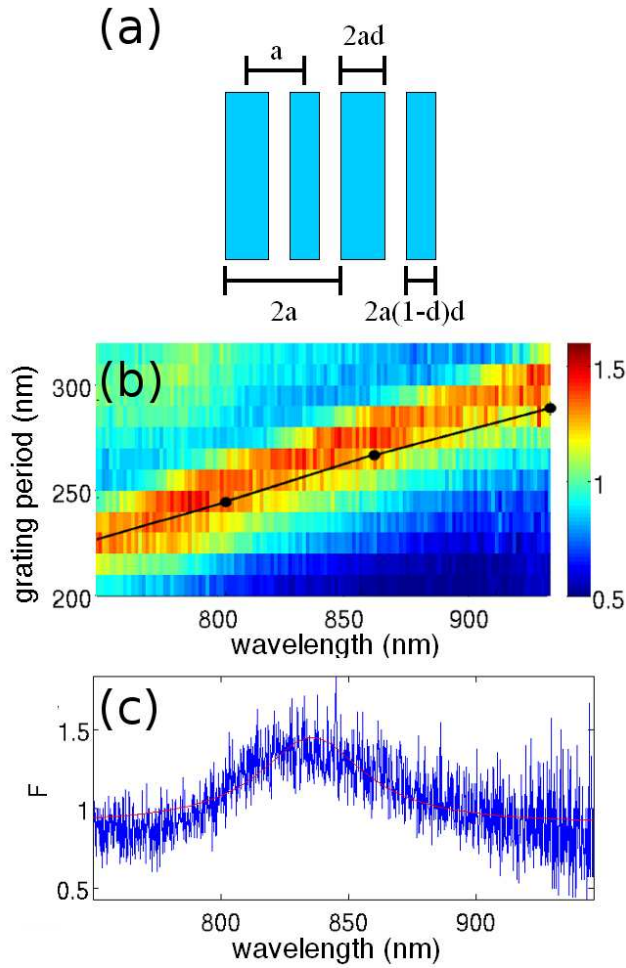 (a)
a
2ad
2a
2a(1-d)d
(b)
grating period (nm)
300
250
200
800
850
900
wavelength (nm)
1.5
1
0.5
(c)
F
1.5
1
0.5
800
850
900
wavelength (nm)